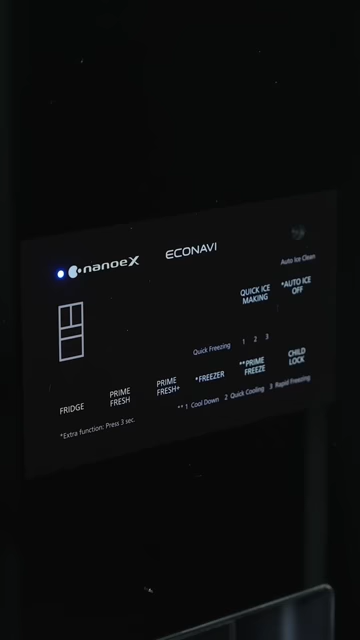 nanoeX
ECONAVI
Auto Ice Clean
QUICK ICE MAKING
*AUTO ICE OFF
Quick Freezing 1 2 3
FRIDGE
PRIME FRESH
PRIME FRESH+
*FREEZER
**PRIME FREEZE
CHILD LOCK
*Extra function: Press 3 sec.
** 1 Cool Down 2 Quick Cooling 3 Rapid Freezing